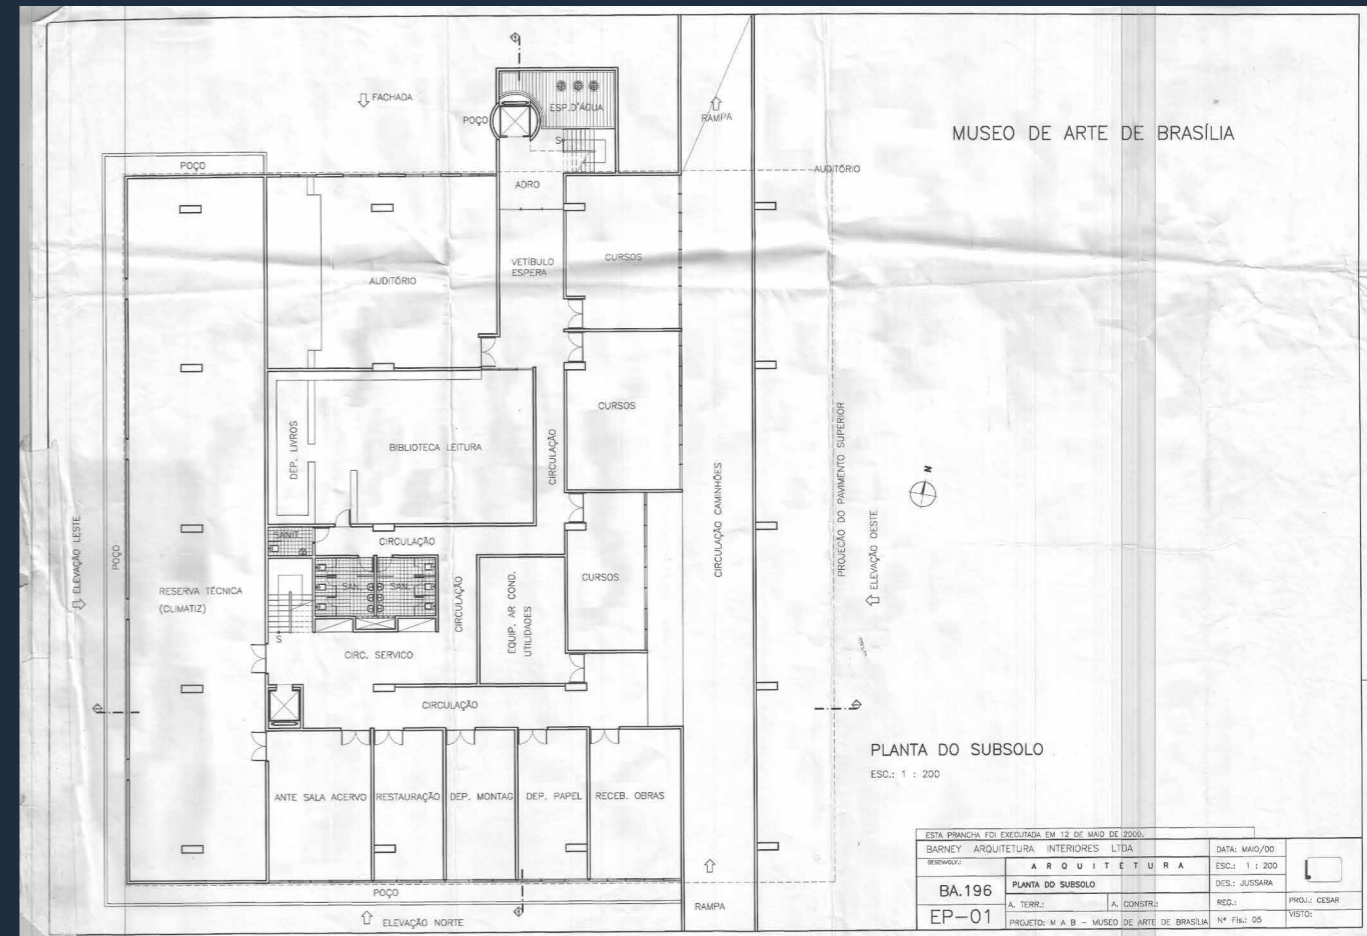 FACHADA
ESP.D'ÁGUA
POÇO
RAMPA
MUSEO DE ARTE DE BRASÍLIA
S
POÇO
AUDITÓRIO
ADRO
VETÍBULO
ESPERA
CURSOS
AUDITÓRIO
CURSOS
DEP. LIVROS
BIBLIOTECA LEITURA
CIRCULAÇÃO
CIRCULAÇÃO CAMINHÕES
PROJEÇÃO DO PAVIMENTO SUPERIOR
N
ELEVAÇÃO LESTE
POÇO
SANIT.
CIRCULAÇÃO
ELEVAÇÃO OESTE
RESERVA TÉCNICA
(CLIMATIZ)
SAN.
SAN.
CIRCULAÇÃO
EQUIP. AR COND.
UTILIDADES
CURSOS
S
CIRC. SERVICO
CIRCULAÇÃO
PLANTA DO SUBSOLO
ESC.: 1 : 200
ANTE SALA ACERVO
RESTAURAÇÃO
DEP. MONTAG
DEP. PAPEL
RECEB. OBRAS
POÇO
RAMPA
ELEVAÇÃO NORTE
ESTA PRANCHA FOI EXECUTADA EM 12 DE MAIO DE 2000.
BARNEY ARQUITETURA INTERIORES LTDA
DATA: MAIO/00
DESENVOLV.:
ARQUITETURA
ESC.: 1 : 200
BA.196
PLANTA DO SUBSOLO
DES.: JUSSARA
A. TERR.:
A. CONSTR.:
REG.:
PROJ.: CESAR
EP-01
PROJETO: M A B - MUSEO DE ARTE DE BRASÍLIA
Nº Fls.: 05
VISTO: